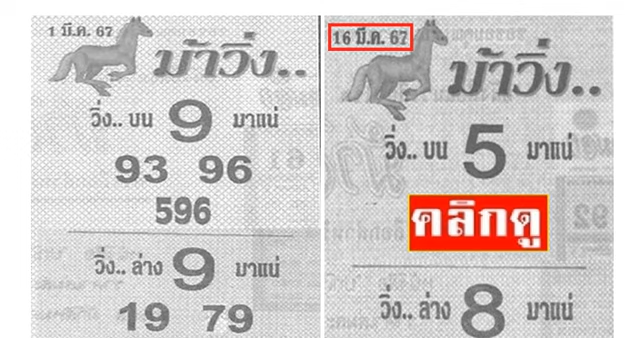 1 มี.ค. 67
ม้าวิ่ง..
วิ่ง.. บน 9 มาแน่
93 96
596
วิ่ง.. ล่าง 9 มาแน่
19 79
16 มี.ค. 67
ม้าวิ่ง..
วิ่ง.. บน 5 มาแน่
คลิกดู
วิ่ง.. ล่าง 8 มาแน่